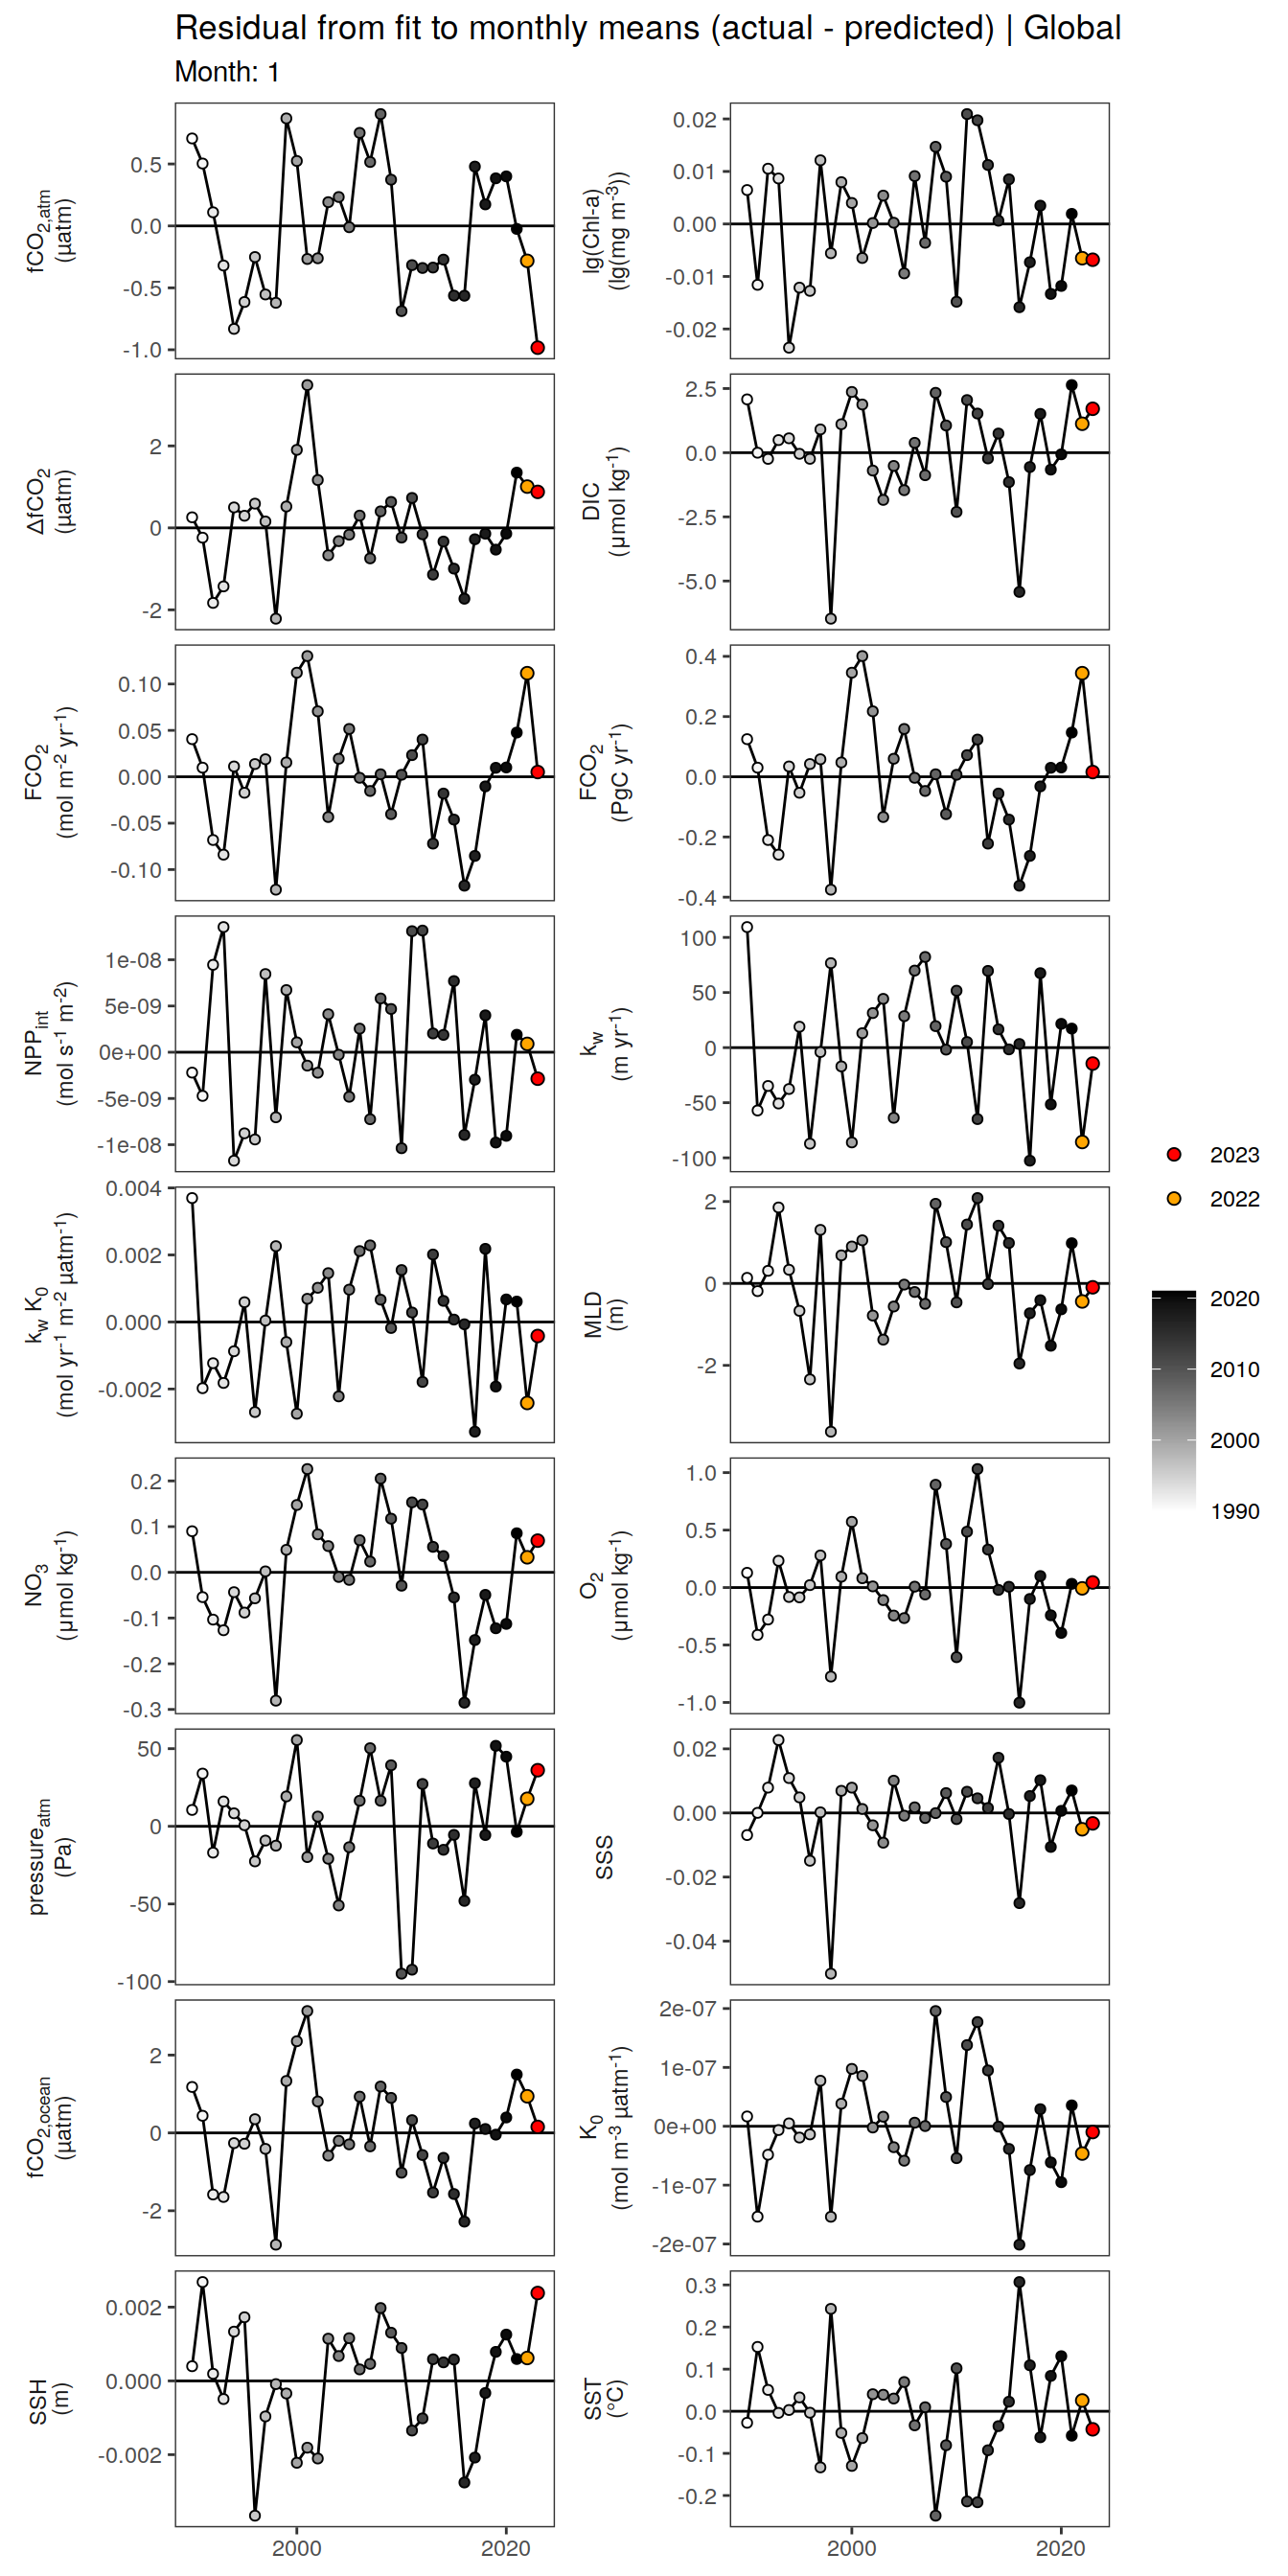 Residual from fit to monthly means (actual - predicted) | Global
Month: 1
fCO2,atm
(µatm)
0.5
0.0
-0.5
-1.0
lg(Chl-a)
(lg(mg m-3))
0.02
0.01
0.00
-0.01
-0.02
ΔfCO2
(µatm)
2
0
-2
DIC
(µmol kg-1)
2.5
0.0
-2.5
-5.0
FCO2
(mol m-2 yr-1)
0.10
0.05
0.00
-0.05
-0.10
FCO2
(PgC yr-1)
0.4
0.2
0.0
-0.2
-0.4
NPPint
(mol s-1 m-2)
1e-08
5e-09
0e+00
-5e-09
-1e-08
kw
(m yr-1)
100
50
0
-50
-100
kw K0
(mol yr-1 m-2 µatm-1)
0.004
0.002
0.000
-0.002
MLD
(m)
2
0
-2
NO3
(µmol kg-1)
0.2
0.1
0.0
-0.1
-0.2
-0.3
O2
(µmol kg-1)
1.0
0.5
0.0
-0.5
-1.0
pressureatm
(Pa)
50
0
-50
-100
SSS
0.02
0.00
-0.02
-0.04
fCO2,ocean
(µatm)
2
0
-2
K0
(mol m-3 µatm-1)
2e-07
1e-07
0e+00
-1e-07
-2e-07
SSH
(m)
0.002
0.000
-0.002
SST
(°C)
0.3
0.2
0.1
0.0
-0.1
-0.2
2000
2020
2000
2020
2023
2022
2020
2010
2000
1990